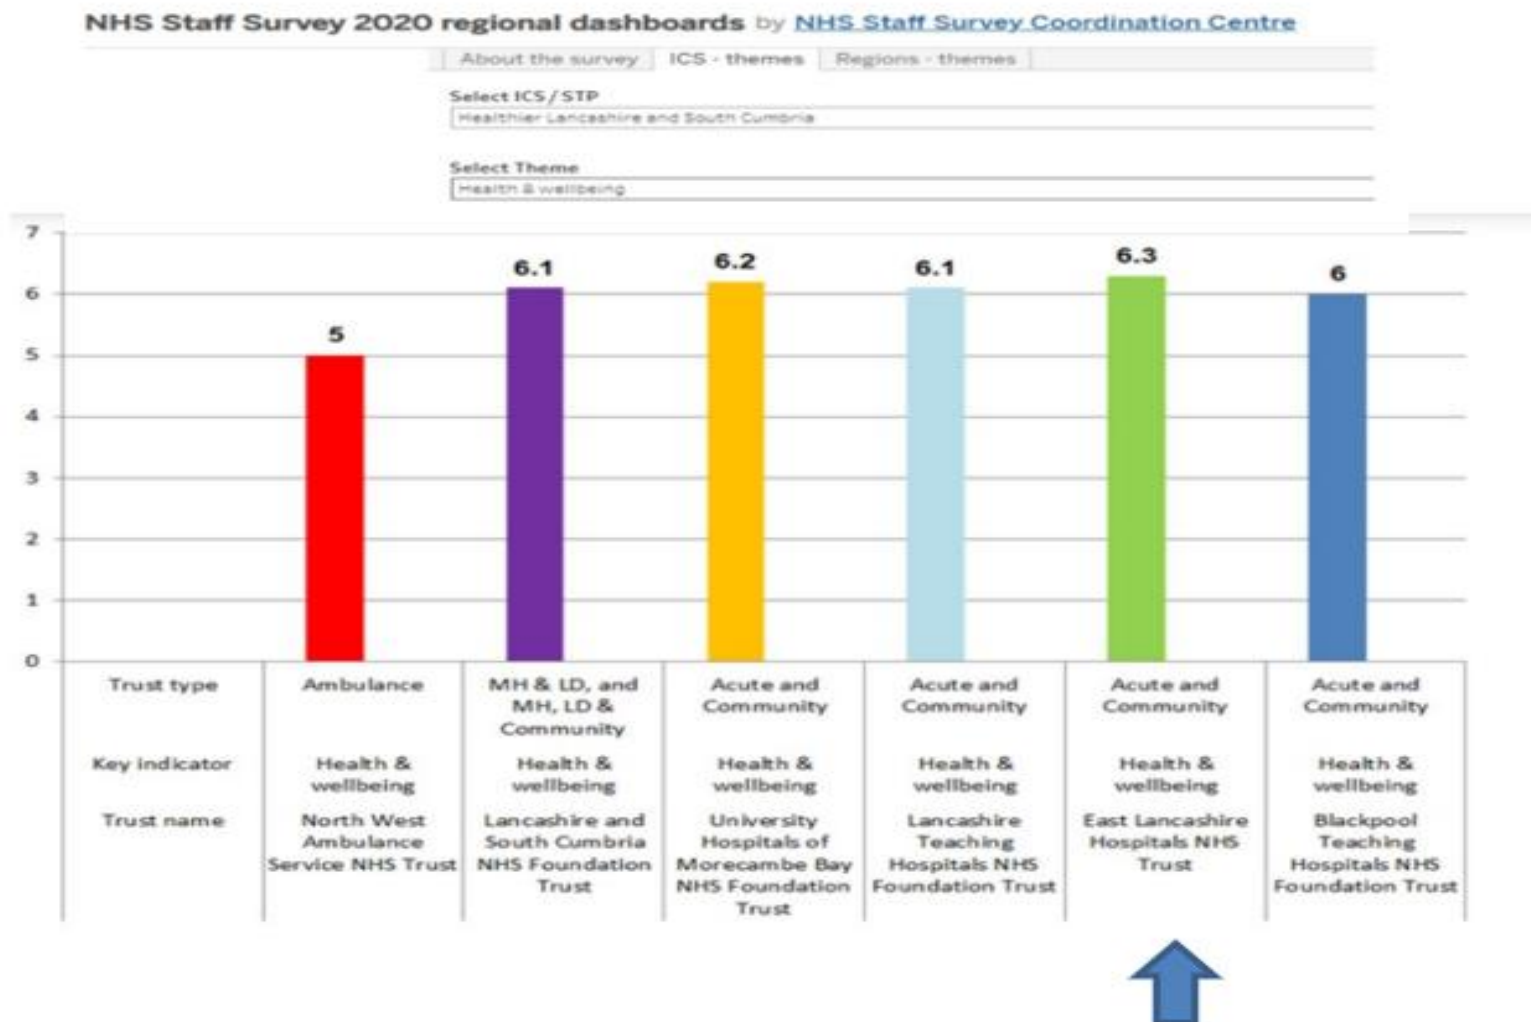 NHS Staff Survey 2020 regional dashboards by NHS Staff Survey Coordination Centre
About the survey ICS - themes Regions - themes
Select ICS / STP
Healthier Lancashire and South Cumbria
Select Theme
Health & wellbeing
7
6
5
4
3
2
1
0
5
6.1
6.2
6.1
6.3
6
Trust type
Ambulance
MH & LD, and
MH, LD &
Community
Acute and
Community
Acute and
Community
Acute and
Community
Acute and
Community
Key indicator
Health &
wellbeing
Health &
wellbeing
Health &
wellbeing
Health &
wellbeing
Health &
wellbeing
Health &
wellbeing
Trust name
North West
Ambulance
Service NHS Trust
Lancashire and
South Cumbria
NHS Foundation
Trust
University
Hospitals of
Morecambe Bay
NHS Foundation
Trust
Lancashire
Teaching
Hospitals NHS
Foundation Trust
East Lancashire
Hospitals NHS
Trust
Blackpool
Teaching
Hospitals NHS
Foundation Trust